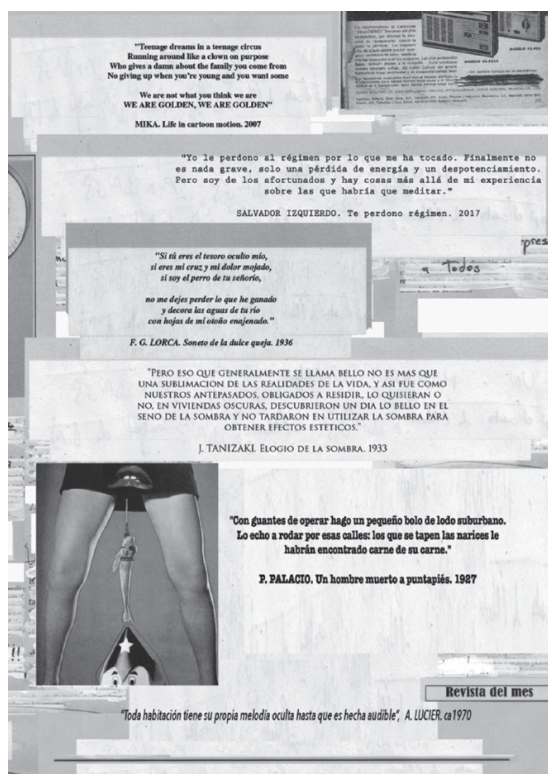 "Teenage dreams in a teenage circus
Running around like a clown on purpose
Who gives a damn about the family you come from
No giving up when you're young and you want some
We are not what you think we are
WE ARE GOLDEN, WE ARE GOLDEN"
MIKA. Life in cartoon motion. 2007
MODELO
"Yo le perdono al régimen por lo que me ha tocado. Finalmente no
es nada grave, solo una pérdida de energía y un despotenciamiento.
Pero soy de los afortunados y hay cosas más allá de mi experiencia
sobre las que habría que meditar."
SALVADOR IZQUIERDO. Te perdono régimen. 2017
pres
a Todos
"Si tú eres el tesoro oculto mío,
si eres mi cruz y mi dolor mojado,
si soy el perro de tu señorío,
no me dejes perder lo que he ganado
y decora las aguas de tu río
con hojas de mi otoño enajenado."
F. G. LORCA. Soneto de la dulce queja. 1936
"PERO ESO QUE GENERALMENTE SE LLAMA BELLO NO ES MAS QUE
UNA SUBLIMACION DE LAS REALIDADES DE LA VIDA, Y ASI FUE COMO
NUESTROS ANTEPASADOS, OBLIGADOS A RESIDIR, LO QUISIERAN O
NO, EN VIVIENDAS OSCURAS, DESCUBRIERON UN DIA LO BELLO EN EL
SENO DE LA SOMBRA Y NO TARDARON EN UTILIZAR LA SOMBRA PARA
OBTENER EFECTOS ESTETICOS."
J. TANIZAKI. ELOGIO DE LA SOMBRA. 1933
"Con guantes de operar hago un pequeño bolo de lodo suburbano.
Lo echo a rodar por esas calles: los que se tapen las narices le
habrán encontrado carne de su carne."
P. PALACIO. Un hombre muerto a puntapiés. 1927
Revista del mes
"Toda habitación tiene su propia melodía oculta hasta que es hecha audible", A. LUCIER. ca1970